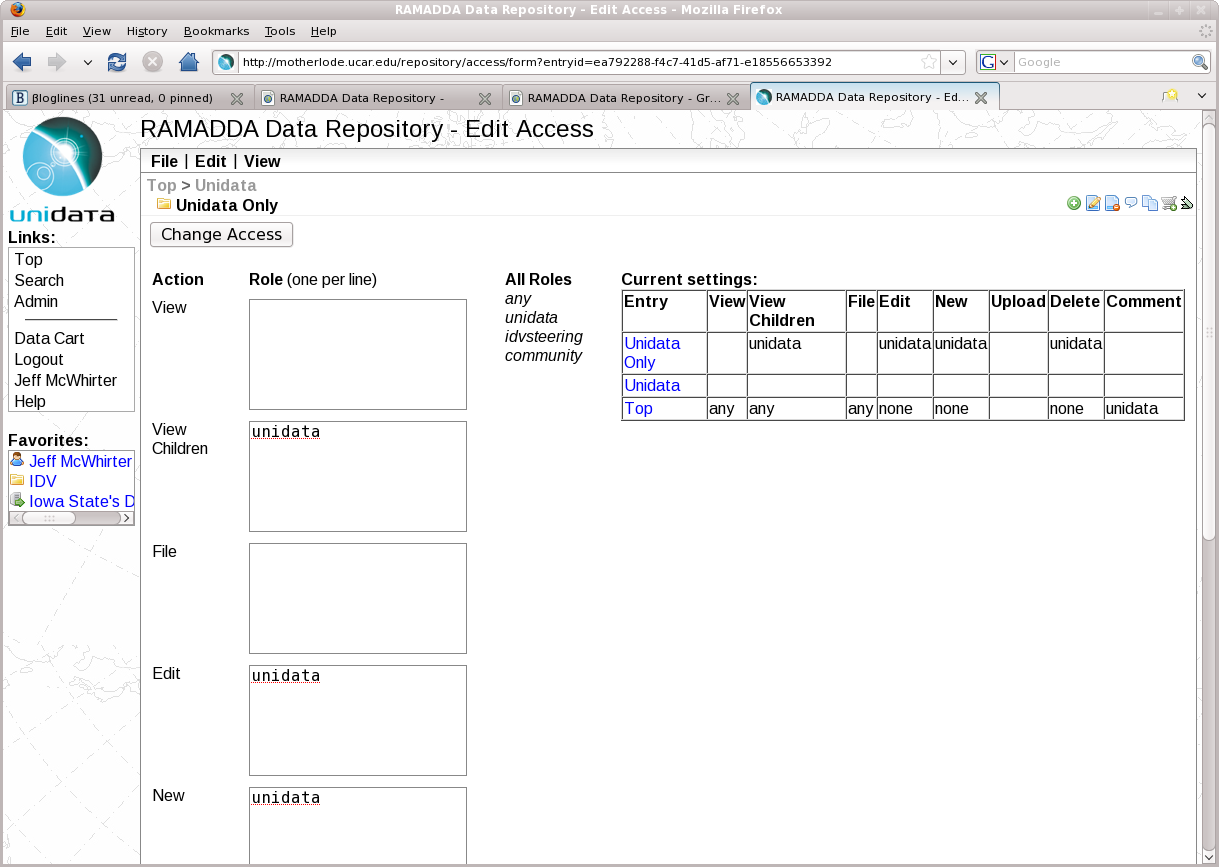 RAMADDA Data Repository - Edit Access - Mozilla Firefox
File Edit View History Bookmarks Tools Help
http://motherlode.ucar.edu/repository/access/form?entryid=ea792288-f4c7-41d5-af71-e18556653392
G Google
B βloglines (31 unread, 0 pinned)
RAMADDA Data Repository -
RAMADDA Data Repository - Gr...
RAMADDA Data Repository - Ed...
unidata
Links:
Top
Search
Admin
Data Cart
Logout
Jeff McWhirter
Help
Favorites:
Jeff McWhirter
IDV
Iowa State's D
RAMADDA Data Repository - Edit Access
File | Edit | View
Top > Unidata
Unidata Only
Change Access
Action Role (one per line)
View
View
Children
unidata
File
Edit
unidata
New
unidata
All Roles
any
unidata
idvsteering
community
Current settings:
Entry View View Children File Edit New Upload Delete Comment
Unidata Only unidata unidata unidata unidata
Unidata
Top any any any none none none unidata